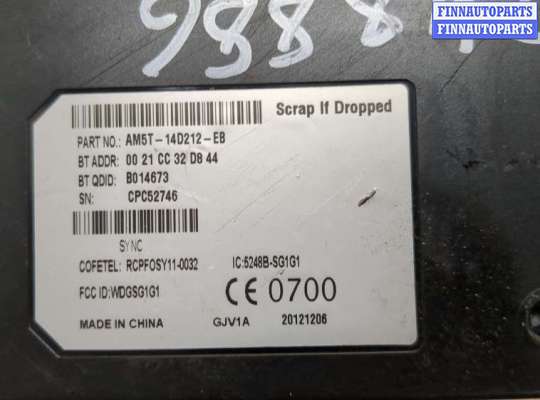 FINNAUTOPARTS
FINNAUTOPARTS
FINNAUTOPARTS
Scrap If Dropped
PART NO.: AM5T-14D212-EB
BT ADDR: 00 21 CC 32 D8 44
BT QDID: B014673
SN: CPC52746
SYNC
COFETEL: RCPFOSY11-0032 IC:5248B-SG1G1
FCC ID:WDGSG1G1
CE 0700
MADE IN CHINA GJV1A 20121206